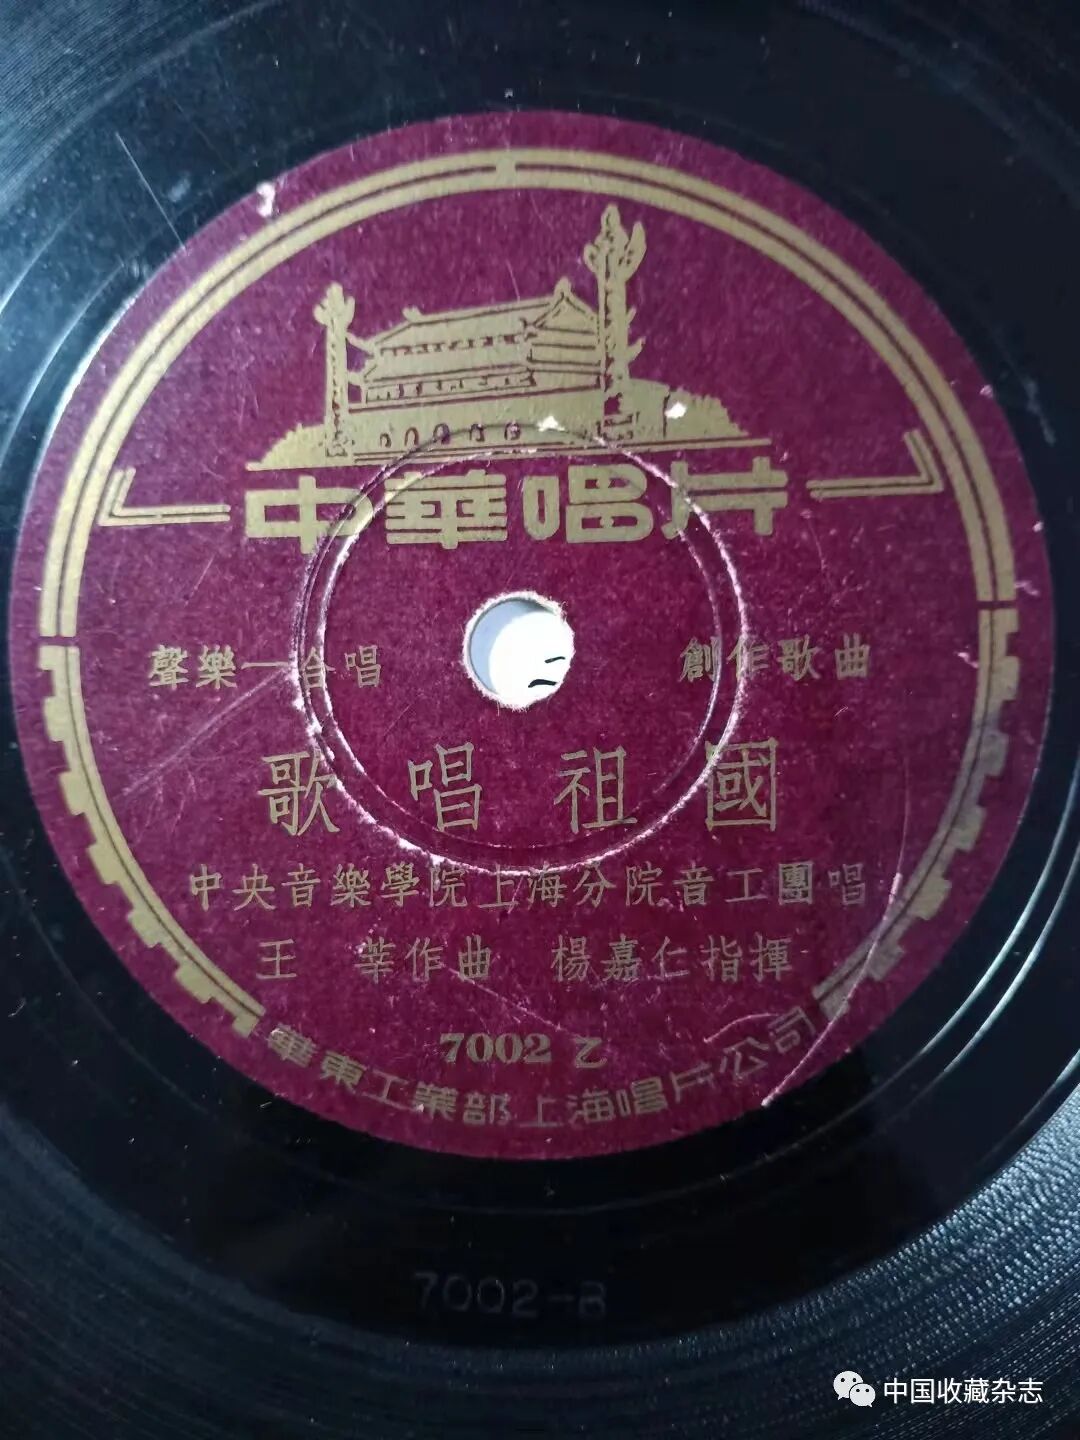 中華唱片
聲樂—合唱 創作歌曲
歌唱祖國
中央音樂學院上海分院音工團唱
王莘作曲 楊嘉仁指揮
7002 乙
華東工業部上海唱片公司
7002-B
中国收藏杂志